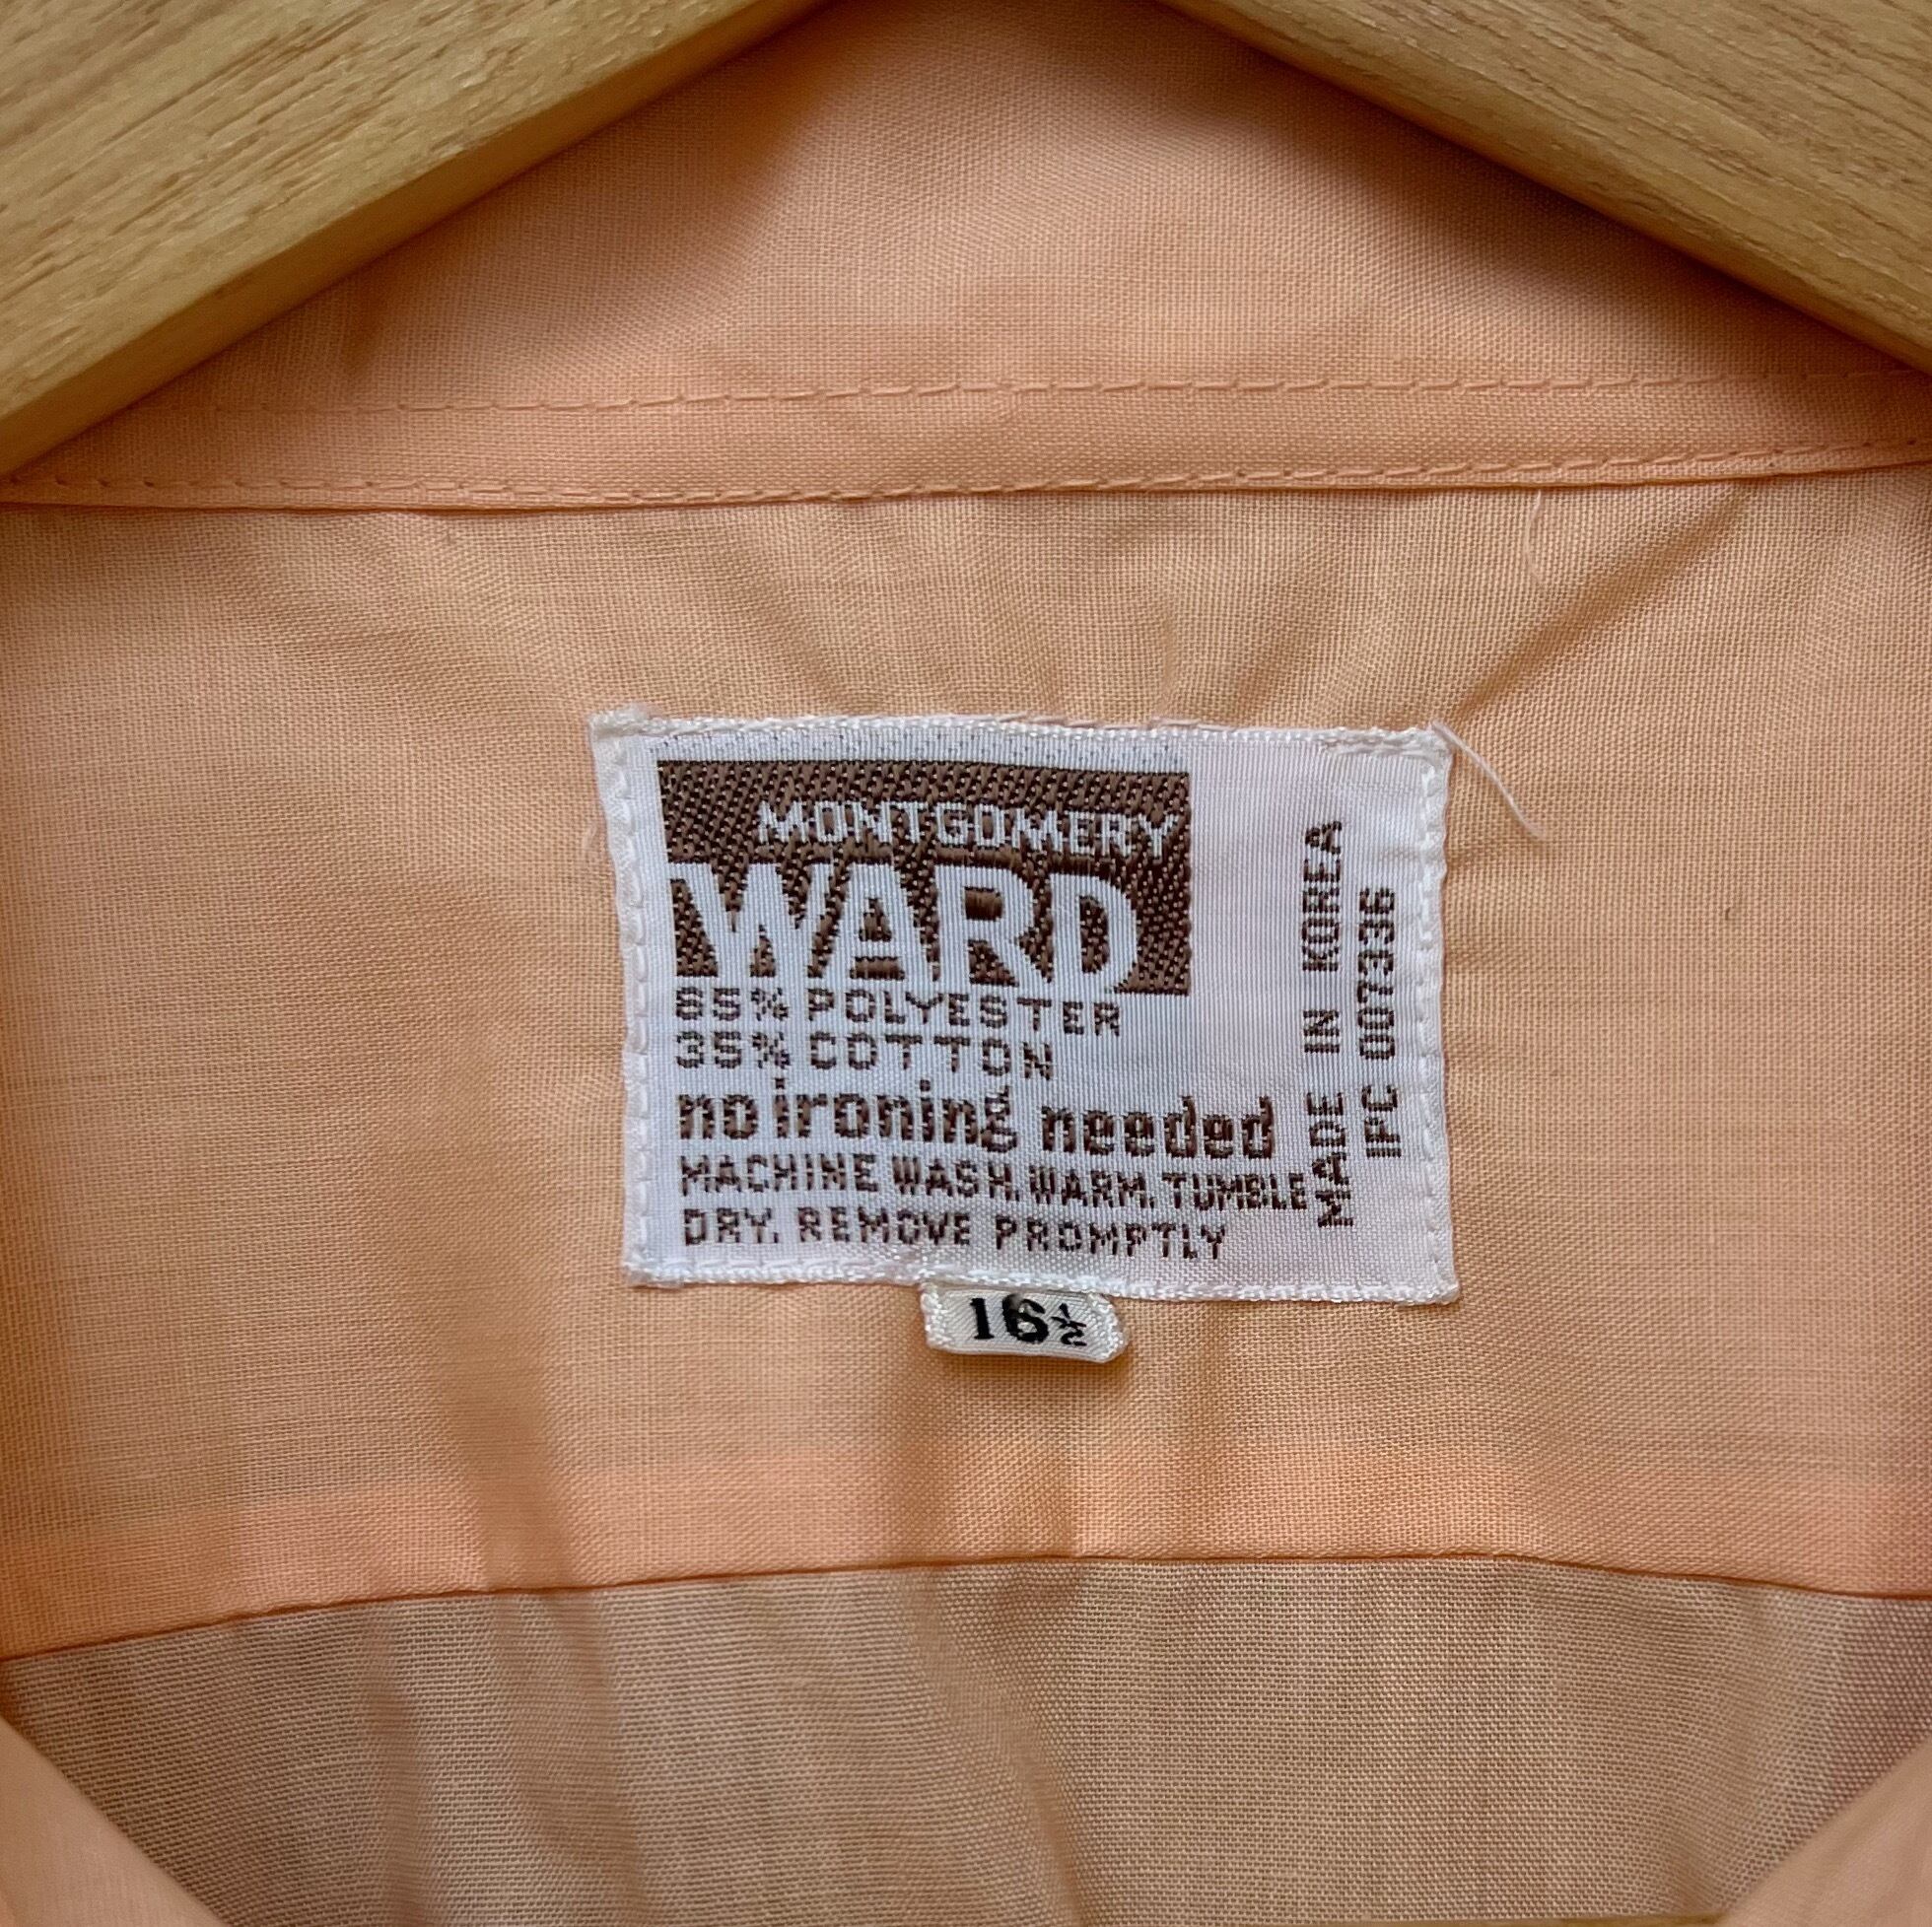 MONTGOMERY
WARD
65% POLYESTER
35% COTTON
no ironing needed
MACHINE WASH. WARM. TUMBLE
DRY. REMOVE PROMPTLY
MADE IN KOREA
IPC 007336
16½